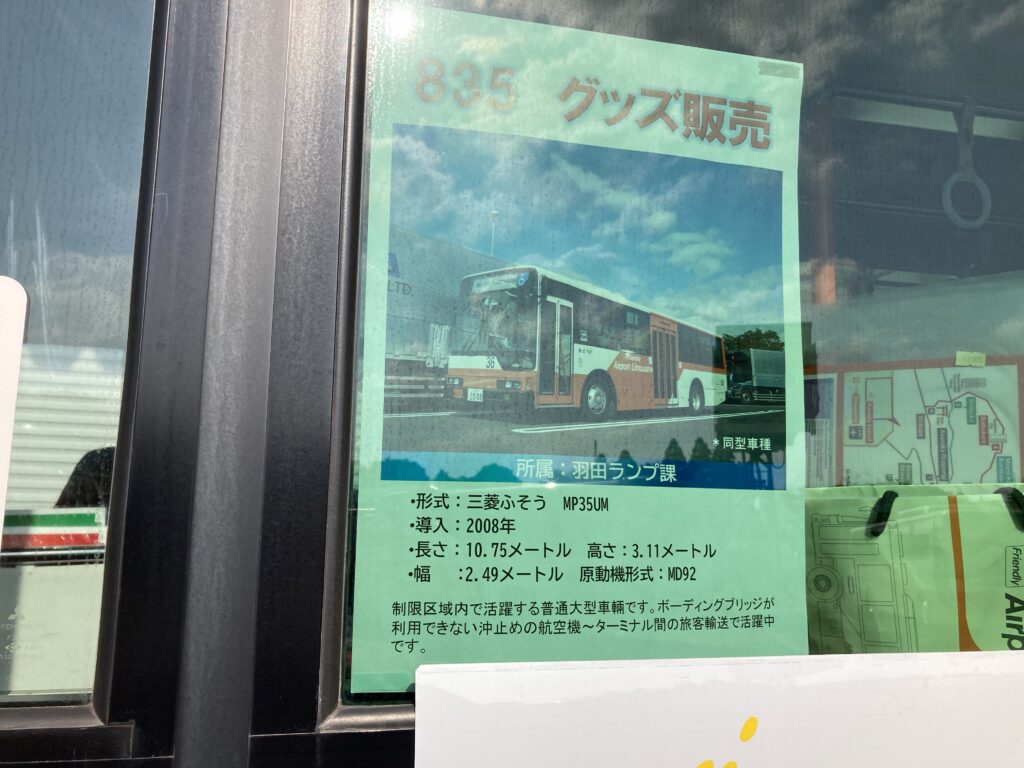 835 グッズ販売
LTD.
36
Friendly
Airport Limousine
*同型車種
所属：羽田ランプ課
・形式：三菱ふそう MP35UM
・導入：2008年
・長さ：10.75メートル 高さ：3.11メートル
・幅 :2.49メートル 原動機形式：MD92
制限区域内で活躍する普通大型車輌です。ボーディングブリッジが
利用できない沖止めの航空機～ターミナル間の旅客輸送で活躍中
です。
Friendly
Airp